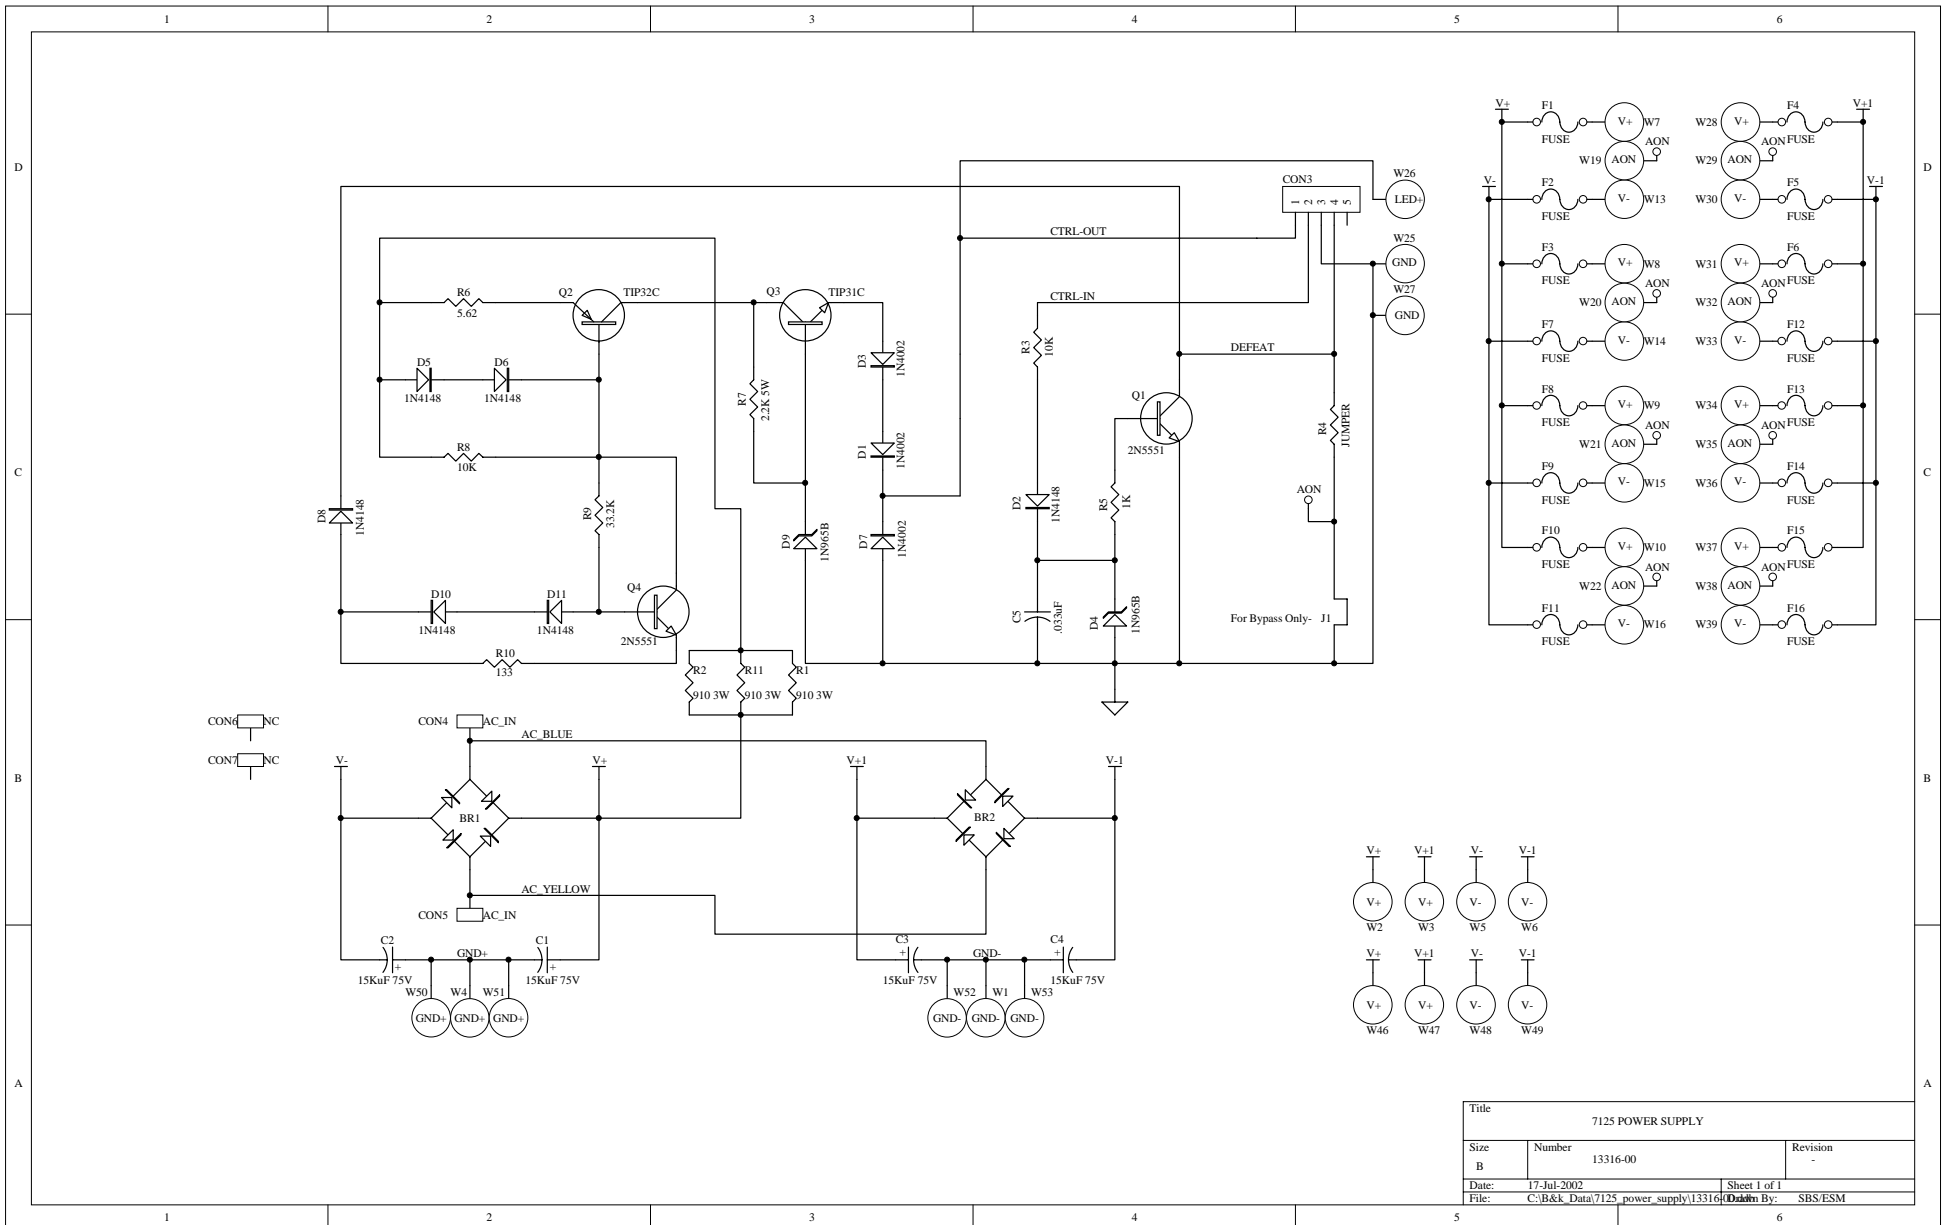 1 2 3 4 5 6
D D
C C
B B
A A
CON3
1 2 3 4 5
W26
LED+
CTRL-OUT
W25
GND
W27
GND
CTRL-IN
DEFEAT
R6
5.62
Q2
TIP32C
Q3
TIP31C
D5
1N4148
D6
1N4148
R8
10K
R9
33.2K
R7
2.2K 5W
D3
1N4002
D1
1N4002
D7
1N4002
D9
1N965B
D8
1N4148
D10
1N4148
D11
1N4148
Q4
2N5551
R10
133
R3
10K
D2
1N4148
R5
1K
Q1
2N5551
R4
JUMPER
AON
C5
.033uF
D4
1N965B
For Bypass Only- J1
R2
910 3W
R11
910 3W
R1
910 3W
CON6 NC
CON7 NC
CON4 AC_IN
AC_BLUE
V-
V+
BR1
AC_YELLOW
CON5 AC_IN
V+1
V-1
BR2
C2
+
15KuF 75V
GND+
C1
+
15KuF 75V
W50 W4 W51
GND+ GND+ GND+
C3
+
15KuF 75V
GND-
C4
+
15KuF 75V
W52 W1 W53
GND- GND- GND-
V+ F1 FUSE V+ W7
W19 AON AON
V- F2 FUSE V- W13
F3 FUSE V+ W8
W20 AON AON
F7 FUSE V- W14
F8 FUSE V+ W9
W21 AON AON
F9 FUSE V- W15
F10 FUSE V+ W10
W22 AON AON
F11 FUSE V- W16
W28 V+ F4 FUSE V+1
W29 AON AON
W30 V- F5 FUSE V-1
W31 V+ F6 FUSE
W32 AON AON
W33 V- F12 FUSE
W34 V+ F13 FUSE
W35 AON AON
W36 V- F14 FUSE
W37 V+ F15 FUSE
W38 AON AON
W39 V- F16 FUSE
V+ V+1 V- V-1
V+ V+ V- V-
W2 W3 W5 W6
V+ V+1 V- V-1
V+ V+ V- V-
W46 W47 W48 W49
Title
7125 POWER SUPPLY
Size Number Revision
B 13316-00 -
Date: 17-Jul-2002 Sheet 1 of 1
File: C:\B&k_Data\7125_power_supply\13316- By: SBS/ESM
1 2 3 4 5 6